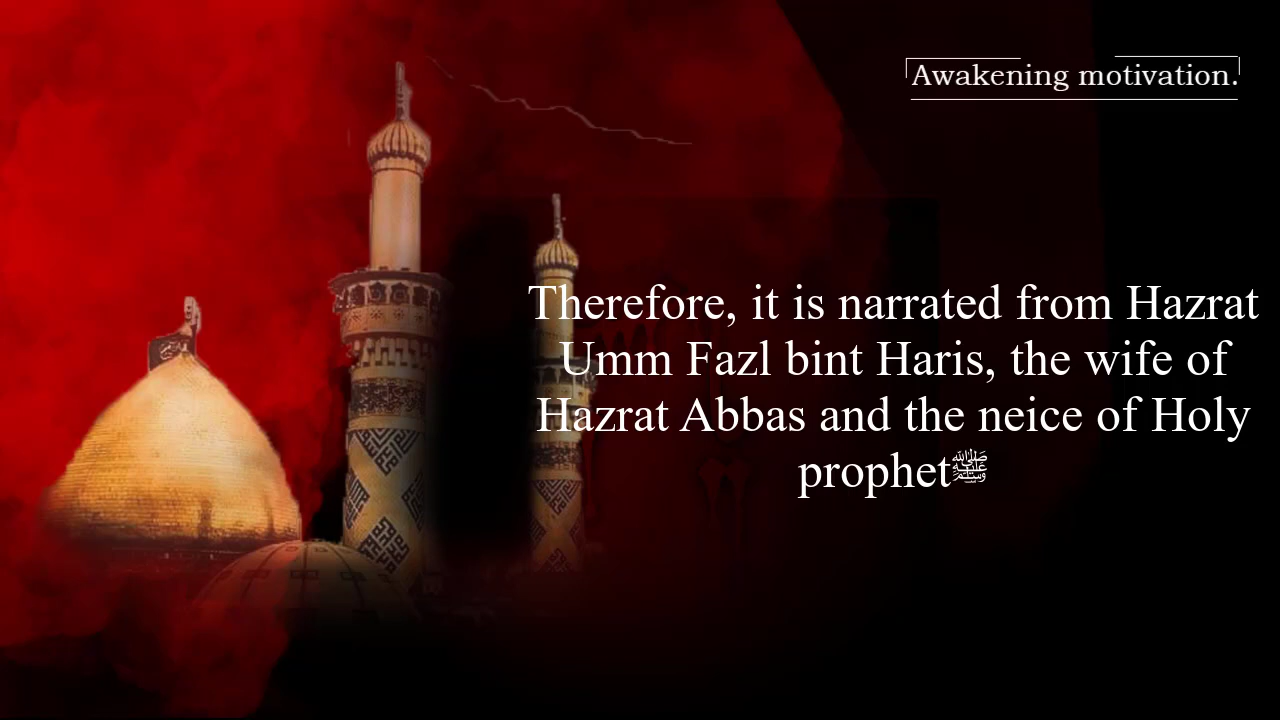 Awakening motivation.
Therefore, it is narrated from Hazrat
Umm Fazl bint Haris, the wife of
Hazrat Abbas and the neice of Holy
prophetﷺ